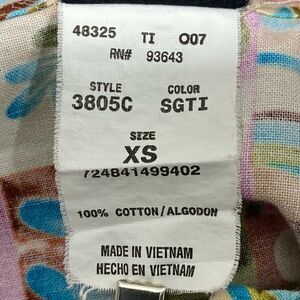 48325 TI O07
RN# 93643
STYLE COLOR
3805C SGTI
SIZE
XS
724841499402
100% COTTON/ALGODON
MADE IN VIETNAM
HECHO EN VIETNAM